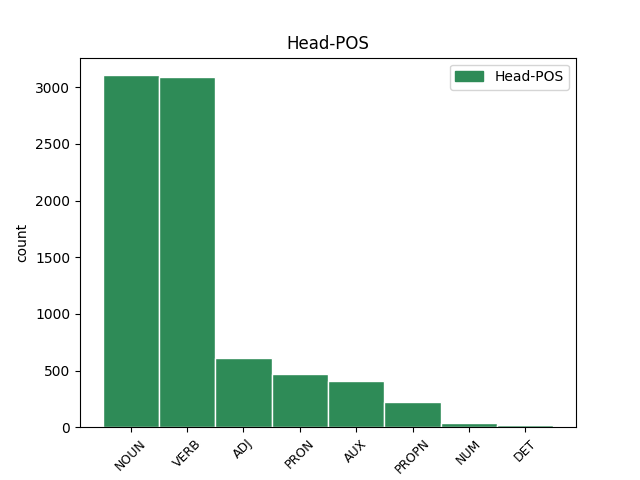 Head-POS
Head-POS
count
3000
2500
2000
1500
1000
500
0
NOUN
VERB
ADJ
PRON
AUX
PROPN
NUM
DET